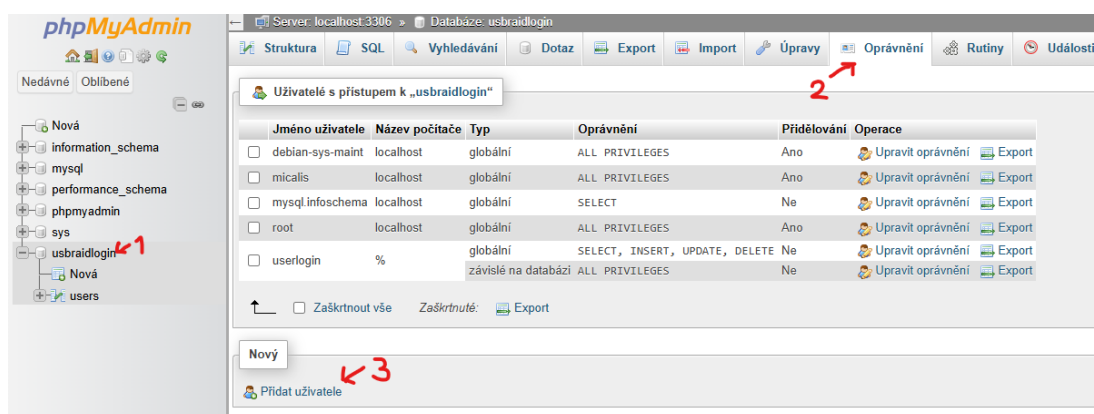 phpMyAdmin
Nedávné Oblíbené
Nová
information_schema
mysql
performance_schema
phpmyadmin
sys
usbraidlogin 1
Nová
users
Server: localhost:3306 » Databáze: usbraidlogin
Struktura SQL Vyhledávání Dotaz Export Import Úpravy Oprávnění Rutiny Události
2
Uživatelé s přístupem k „usbraidlogin“
Jméno uživatele Název počítače Typ Oprávnění Přidělování Operace
debian-sys-maint localhost globální ALL PRIVILEGES Ano Upravit oprávnění Export
micalis localhost globální ALL PRIVILEGES Ano Upravit oprávnění Export
mysql.infoschema localhost globální SELECT Ne Upravit oprávnění Export
root localhost globální ALL PRIVILEGES Ano Upravit oprávnění Export
userlogin % globální SELECT, INSERT, UPDATE, DELETE Ne Upravit oprávnění Export
závislé na databázi ALL PRIVILEGES Ne Upravit oprávnění Export
Zaškrtnout vše Zaškrtnuté: Export
Nový
3
Přidat uživatele